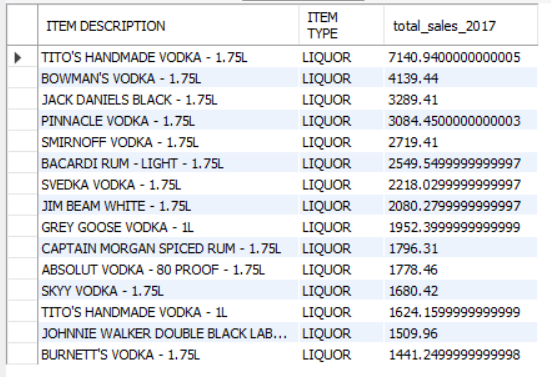 ITEM DESCRIPTION ITEM TYPE total_sales_2017
TITO'S HANDMADE VODKA - 1.75L LIQUOR 7140.9400000000005
BOWMAN'S VODKA - 1.75L LIQUOR 4139.44
JACK DANIELS BLACK - 1.75L LIQUOR 3289.41
PINNACLE VODKA - 1.75L LIQUOR 3084.4500000000003
SMIRNOFF VODKA - 1.75L LIQUOR 2719.41
BACARDI RUM - LIGHT - 1.75L LIQUOR 2549.5499999999997
SVEDKA VODKA - 1.75L LIQUOR 2218.0299999999997
JIM BEAM WHITE - 1.75L LIQUOR 2080.2799999999997
GREY GOOSE VODKA - 1L LIQUOR 1952.3999999999999
CAPTAIN MORGAN SPICED RUM - 1.75L LIQUOR 1796.31
ABSOLUT VODKA - 80 PROOF - 1.75L LIQUOR 1778.46
SKYY VODKA - 1.75L LIQUOR 1680.42
TITO'S HANDMADE VODKA - 1L LIQUOR 1624.1599999999999
JOHNNIE WALKER DOUBLE BLACK LAB... LIQUOR 1509.96
BURNETT'S VODKA - 1.75L LIQUOR 1441.2499999999998